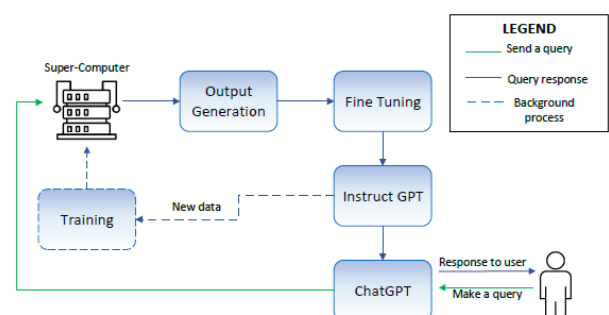 LEGEND
Send a query
Query response
Background
process
Super-Computer
Output
Generation
Fine Tuning
Instruct GPT
New data
Training
ChatGPT
Response to user
Make a query